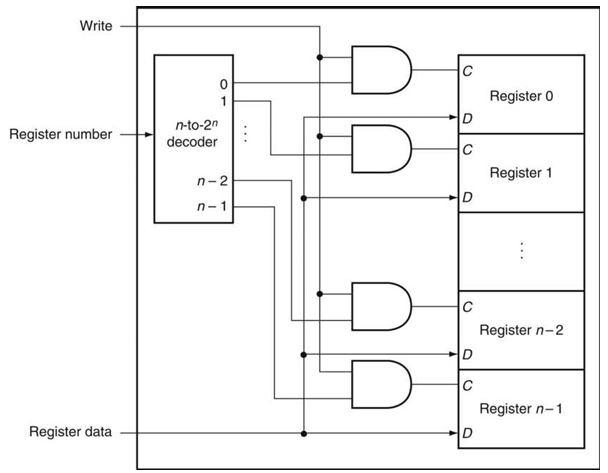 Write
Register number
Register data
n-to-2ⁿ
decoder
0
1
⋮
n – 2
n – 1
C
Register 0
D
C
Register 1
D
⋮
C
Register n – 2
D
C
Register n – 1
D